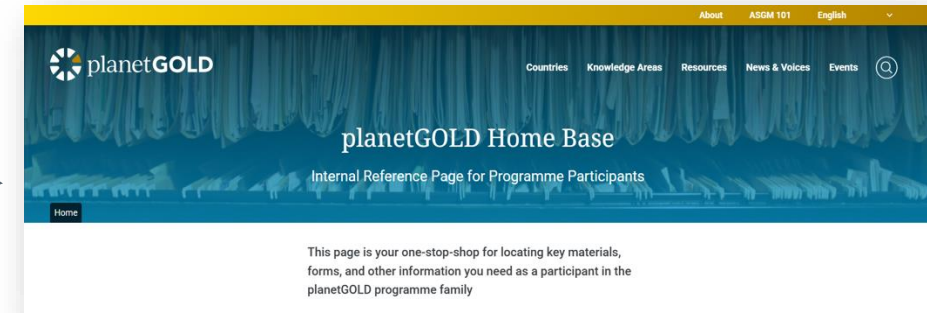 About ASGM 101 English
planetGOLD
Countries Knowledge Areas Resources News & Voices Events
planetGOLD Home Base
Internal Reference Page for Programme Participants
Home
This page is your one-stop-shop for locating key materials,
forms, and other information you need as a participant in the
planetGOLD programme family